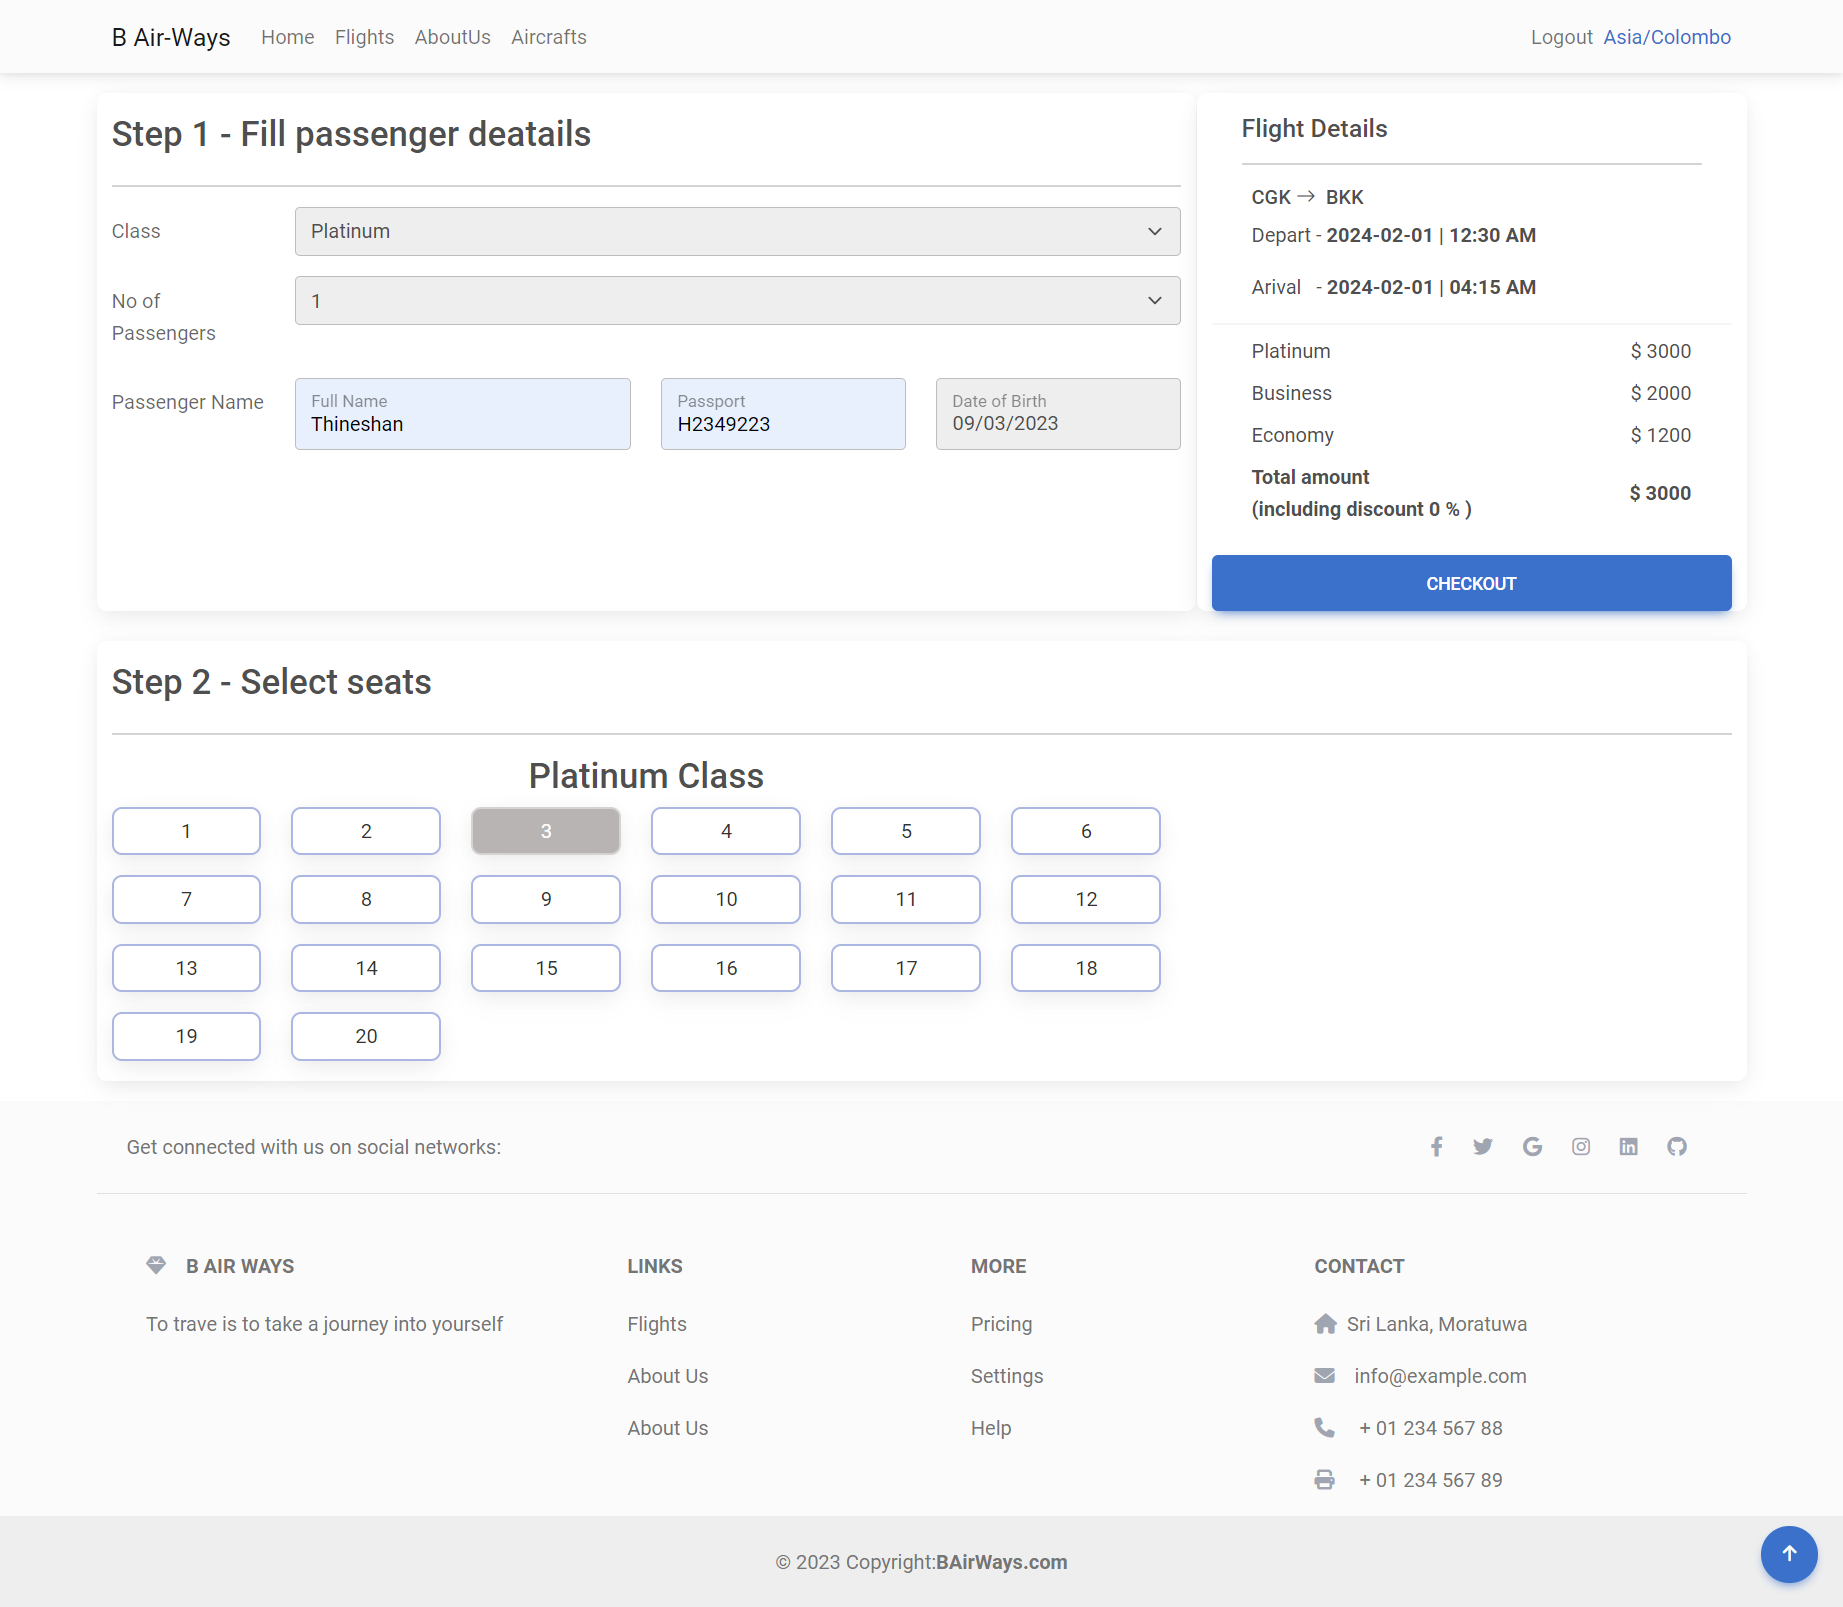 B Air-Ways Home Flights AboutUs Aircrafts Logout Asia/Colombo
Step 1 - Fill passenger deatails
Class
Platinum
No of
Passengers
1
Passenger Name
Full Name
Thineshan
Passport
H2349223
Date of Birth
09/03/2023
Flight Details
CGK → BKK
Depart - 2024-02-01 | 12:30 AM
Arival - 2024-02-01 | 04:15 AM
Platinum $ 3000
Business $ 2000
Economy $ 1200
Total amount
(including discount 0 % )
$ 3000
CHECKOUT
Step 2 - Select seats
Platinum Class
1 2 3 4 5 6
7 8 9 10 11 12
13 14 15 16 17 18
19 20
Get connected with us on social networks:
B AIR WAYS
To trave is to take a journey into yourself
LINKS
Flights
About Us
About Us
MORE
Pricing
Settings
Help
CONTACT
Sri Lanka, Moratuwa
info@example.com
+ 01 234 567 88
+ 01 234 567 89
© 2023 Copyright:BAirWays.com